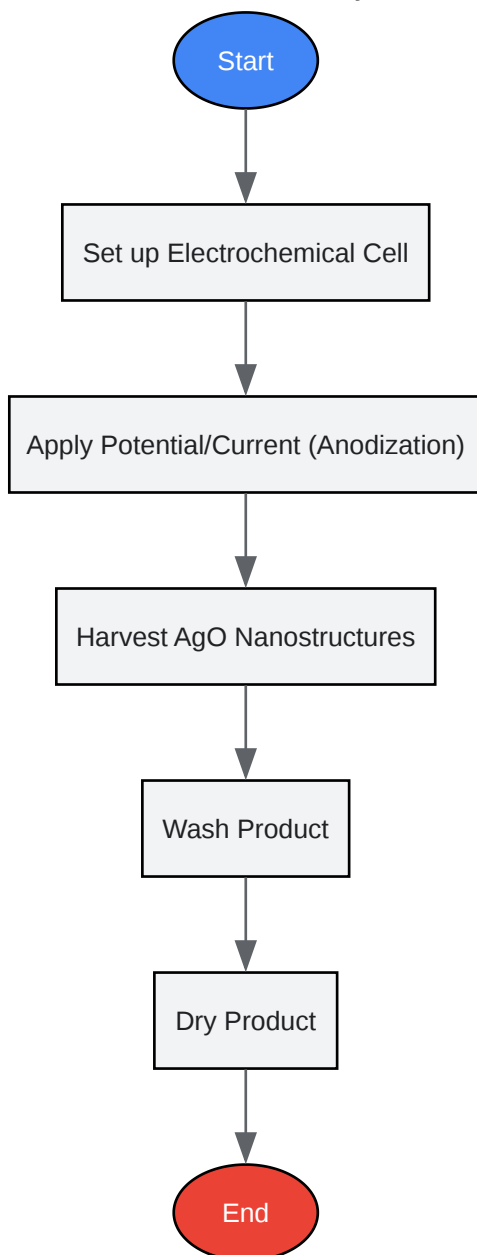 Start
Set up Electrochemical Cell
Apply Potential/Current (Anodization)
Harvest AgO Nanostructures
Wash Product
Dry Product
End